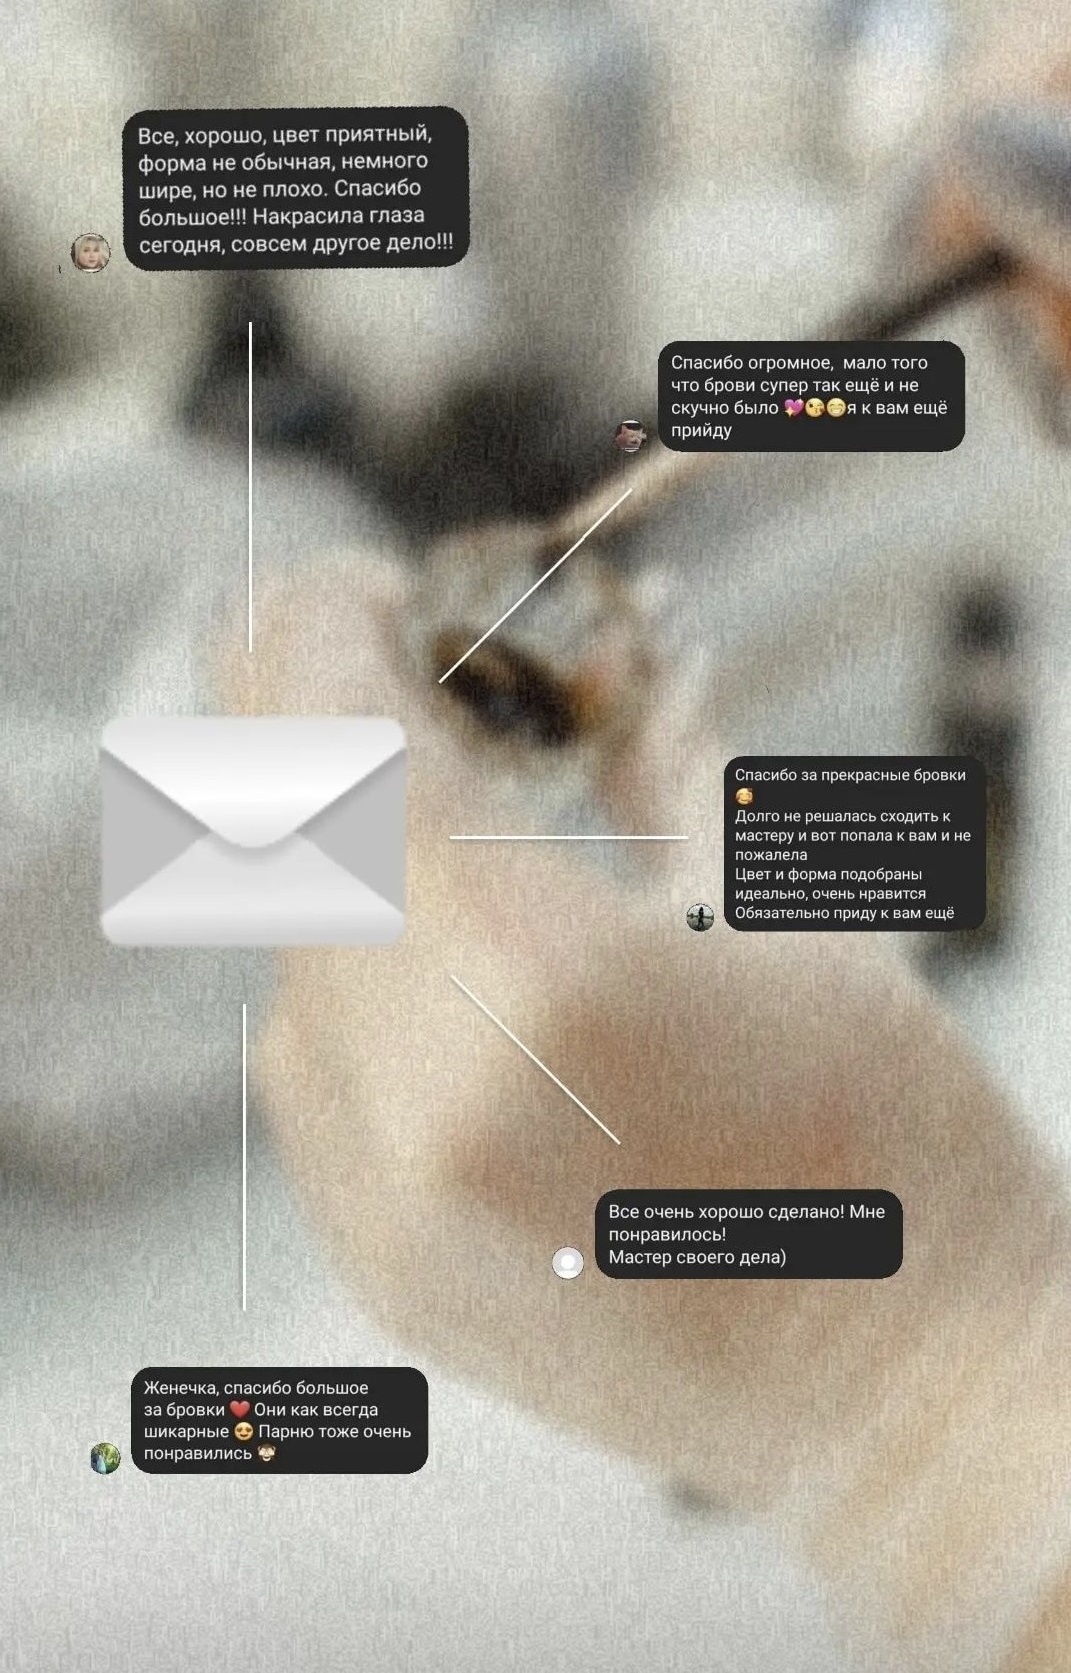 Все, хорошо, цвет приятный,
форма не обычная, немного
шире, но не плохо. Спасибо
большое!!! Накрасила глаза
сегодня, совсем другое дело!!!
Спасибо огромное,  мало того
что брови супер так ещё и не
скучно было 💖😘😁я к вам ещё
прийду
Спасибо за прекрасные бровки
🥰
Долго не решалась сходить к
мастеру и вот попала к вам и не
пожалела
Цвет и форма подобраны
идеально, очень нравится
Обязательно приду к вам ещё
Все очень хорошо сделано! Мне
понравилось!
Мастер своего дела)
Женечка, спасибо большое
за бровки ❤️ Они как всегда
шикарные 😍 Парню тоже очень
понравились 🙊